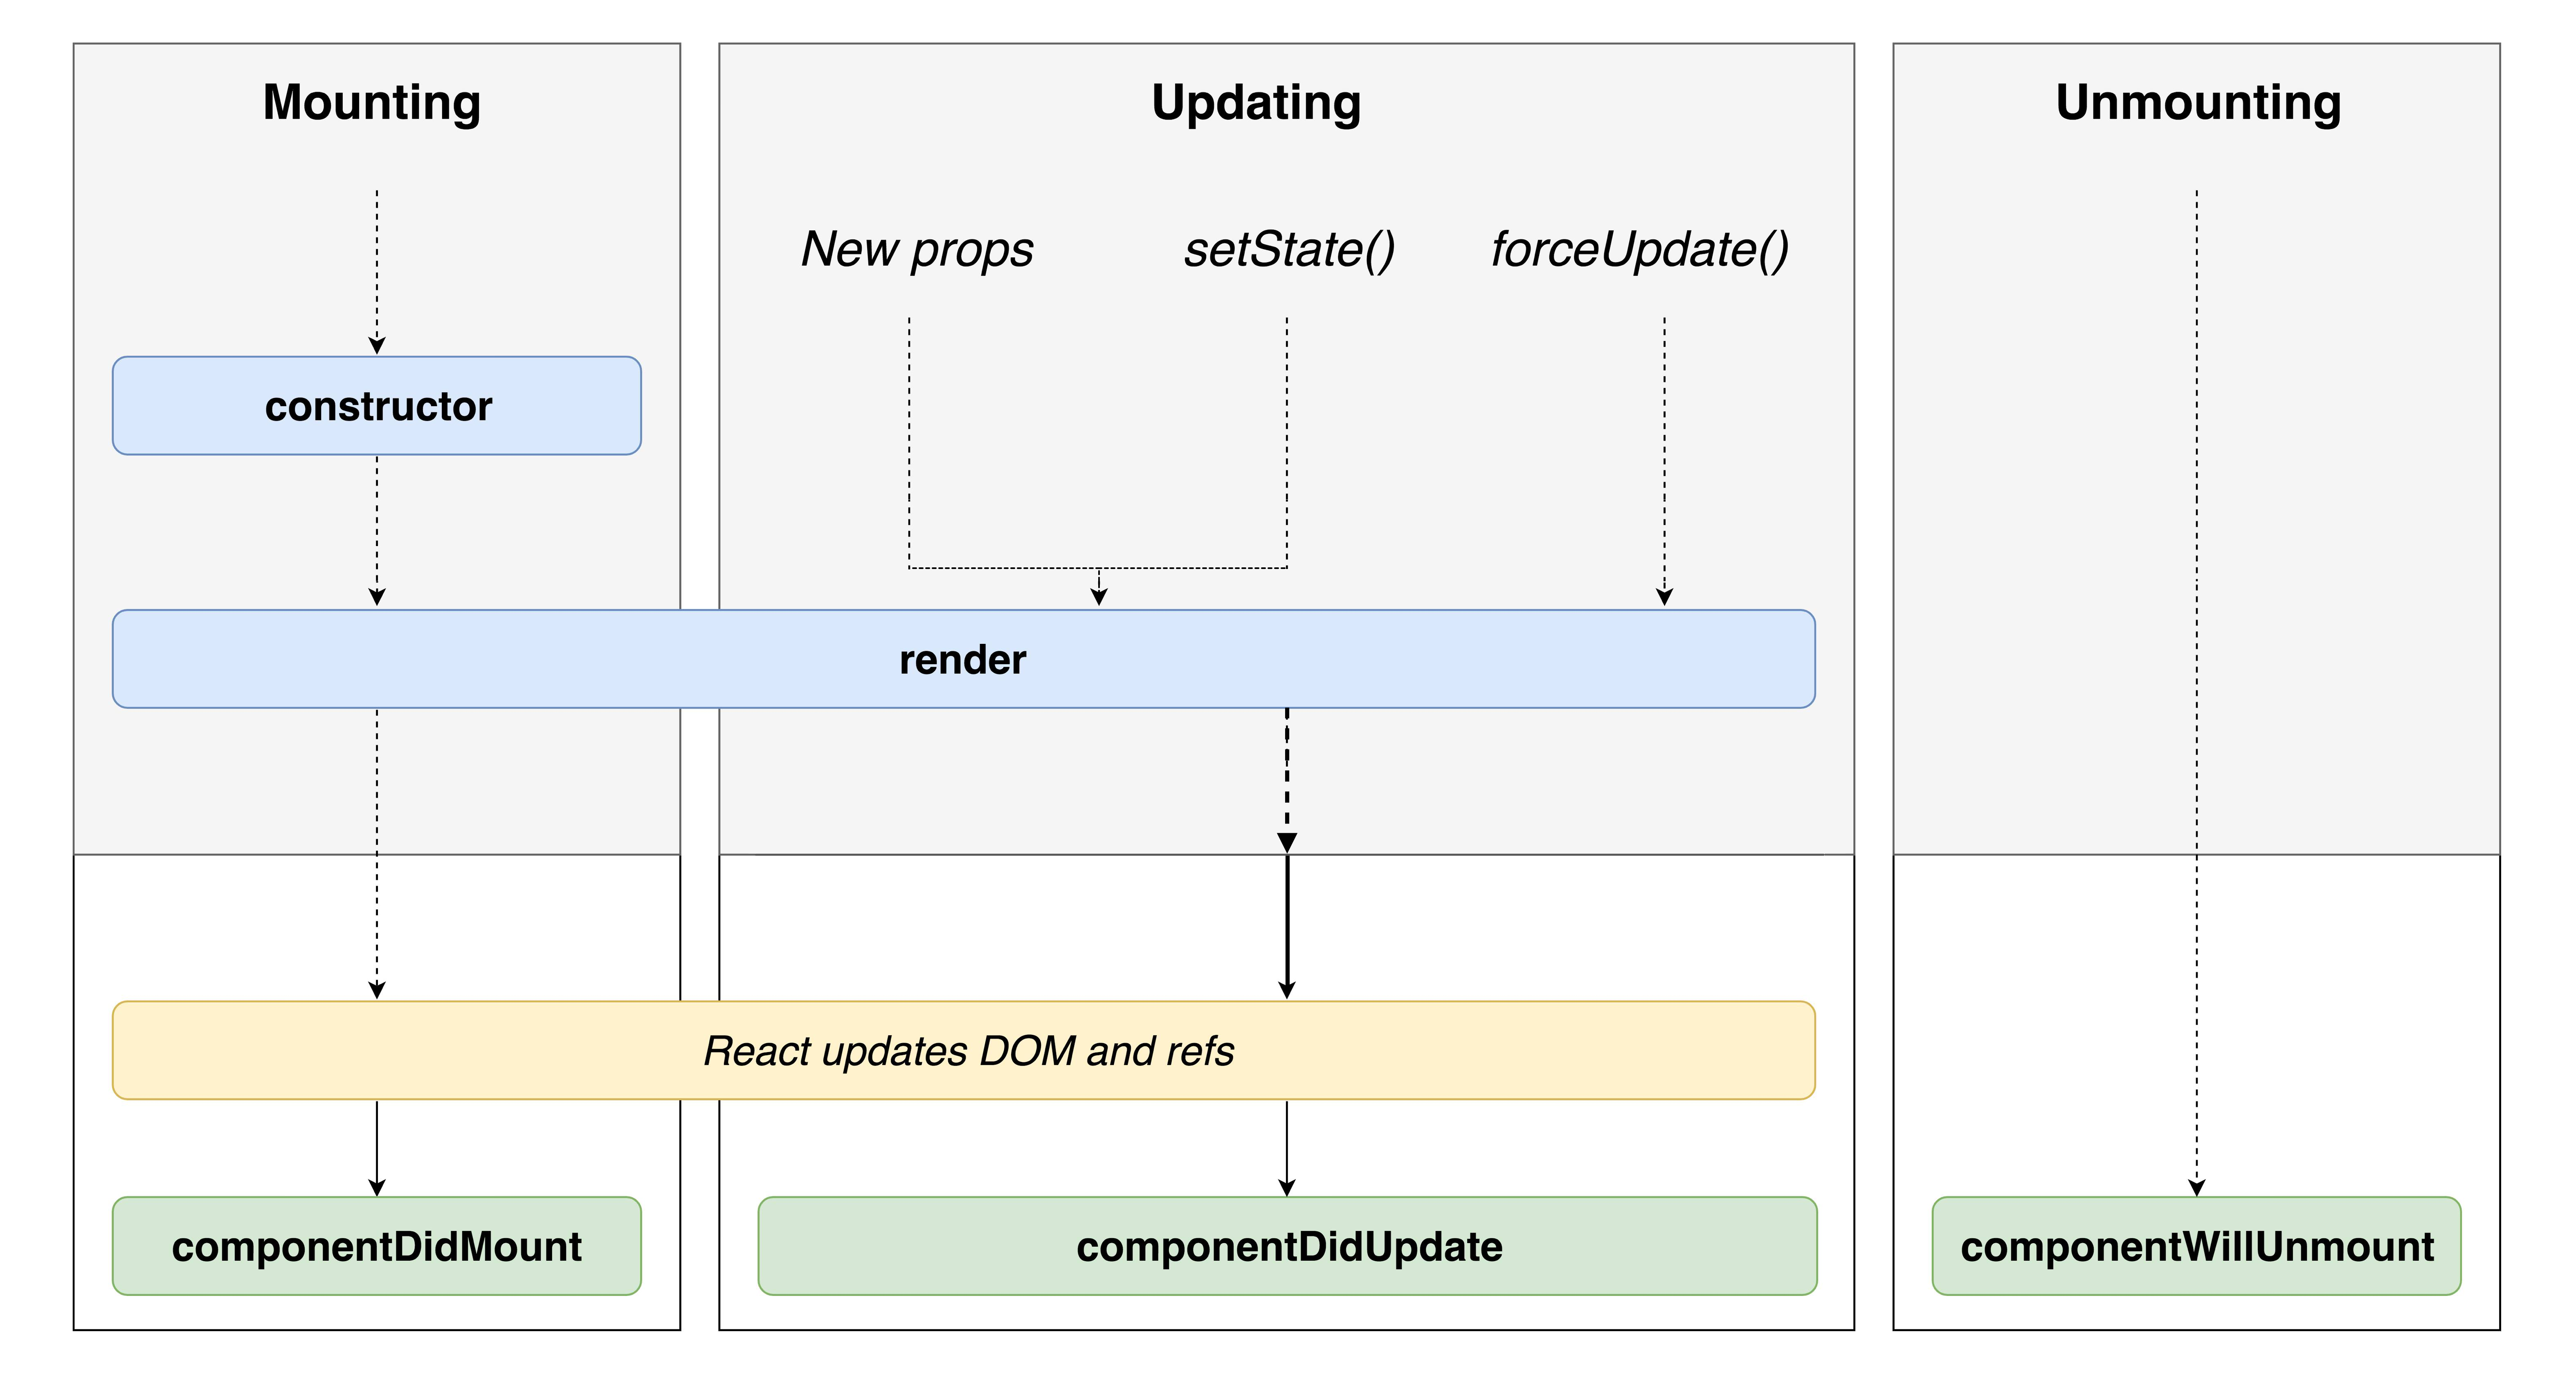 Mounting
Updating
Unmounting
New props
setState()
forceUpdate()
constructor
render
React updates DOM and refs
componentDidMount
componentDidUpdate
componentWillUnmount